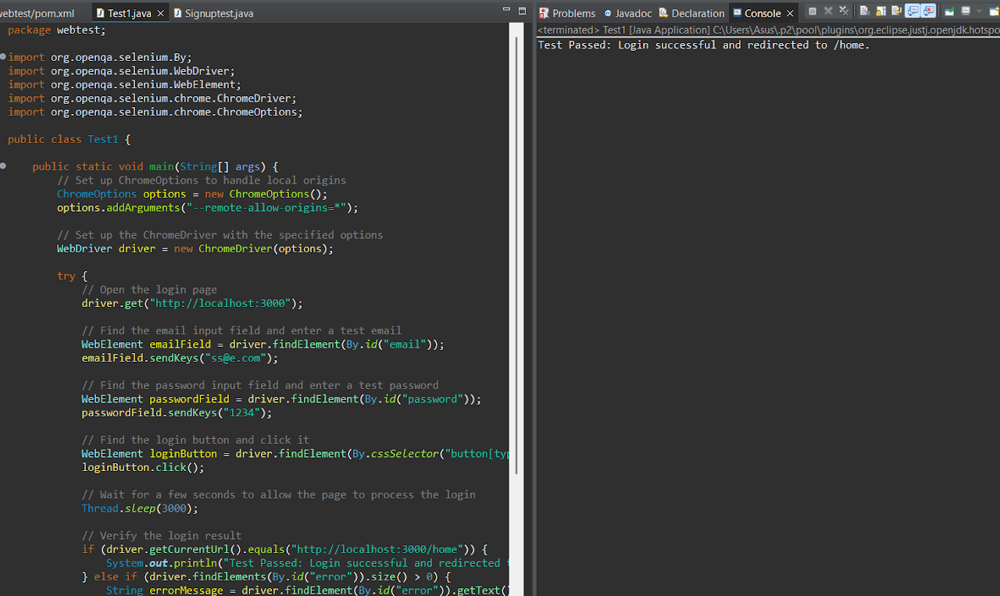 webtest/pom.xml
Test1.java
Signuptest.java
package webtest;
import org.openqa.selenium.By;
import org.openqa.selenium.WebDriver;
import org.openqa.selenium.WebElement;
import org.openqa.selenium.chrome.ChromeDriver;
import org.openqa.selenium.chrome.ChromeOptions;
public class Test1 {
public static void main(String[] args) {
// Set up ChromeOptions to handle local origins
ChromeOptions options = new ChromeOptions();
options.addArguments("--remote-allow-origins=*");
// Set up the ChromeDriver with the specified options
WebDriver driver = new ChromeDriver(options);
try {
// Open the login page
driver.get("http://localhost:3000");
// Find the email input field and enter a test email
WebElement emailField = driver.findElement(By.id("email"));
emailField.sendKeys("ss@e.com");
// Find the password input field and enter a test password
WebElement passwordField = driver.findElement(By.id("password"));
passwordField.sendKeys("1234");
// Find the login button and click it
WebElement loginButton = driver.findElement(By.cssSelector("button[typ
loginButton.click();
// Wait for a few seconds to allow the page to process the login
Thread.sleep(3000);
// Verify the login result
if (driver.getCurrentUrl().equals("http://localhost:3000/home")) {
System.out.println("Test Passed: Login successful and redirected t
} else if (driver.findElements(By.id("error")).size() > 0) {
String errorMessage = driver.findElement(By.id("error")).getText()
Problems
Javadoc
Declaration
Console
<terminated> Test1 [Java Application] C:\Users\Asus\.p2\pool\plugins\org.eclipse.justj.openjdk.hotspo
Test Passed: Login successful and redirected to /home.